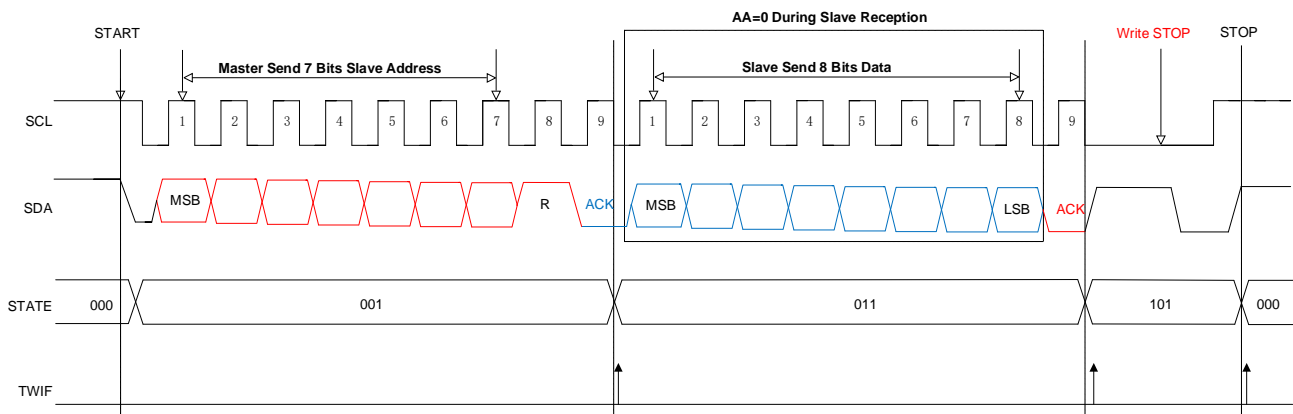 AA=0 During Slave Reception
START
Write STOP
STOP
Master Send 7 Bits Slave Address
Slave Send 8 Bits Data
SCL
1 2 3 4 5 6 7 8 9 1 2 3 4 5 6 7 8 9
SDA
MSB R ACK MSB LSB ACK
STATE 000 001 011 101 000
TWIF